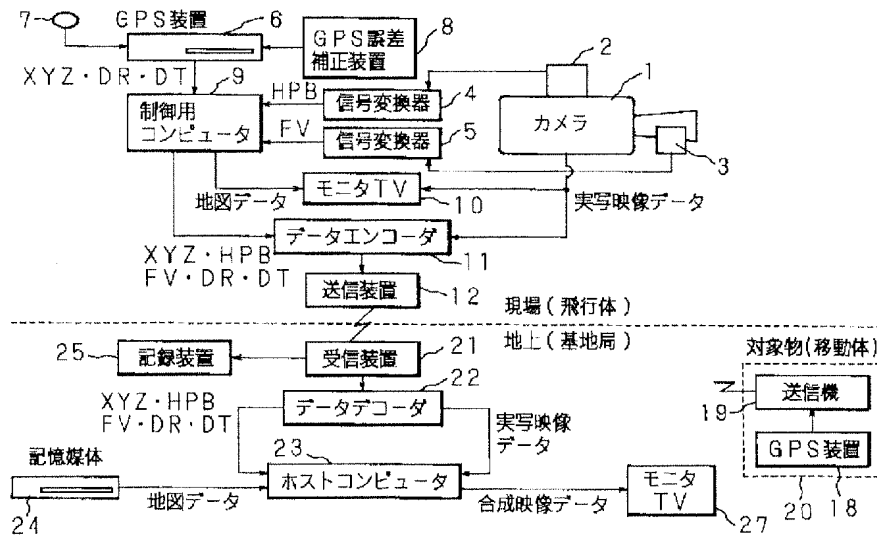 7
GPS装置
6
GPS誤差
補正装置
8
2
1
XYZ・DR・DT
9
HPB
信号変換器
4
カメラ
制御用
コンピュータ
FV
信号変換器
5
3
地図データ
モニタTV
10
実写映像データ
XYZ・HPB
FV・DR・DT
データエンコーダ
11
送信装置
12
現場(飛行体)
地上(基地局)
25
記録装置
受信装置
21
対象物(移動体)
22
XYZ・HPB
FV・DR・DT
データデコーダ
19
送信機
実写映像
データ
23
記憶媒体
ホストコンピュータ
GPS装置
地図データ
合成映像データ
モニタ
TV
24
27
20
18